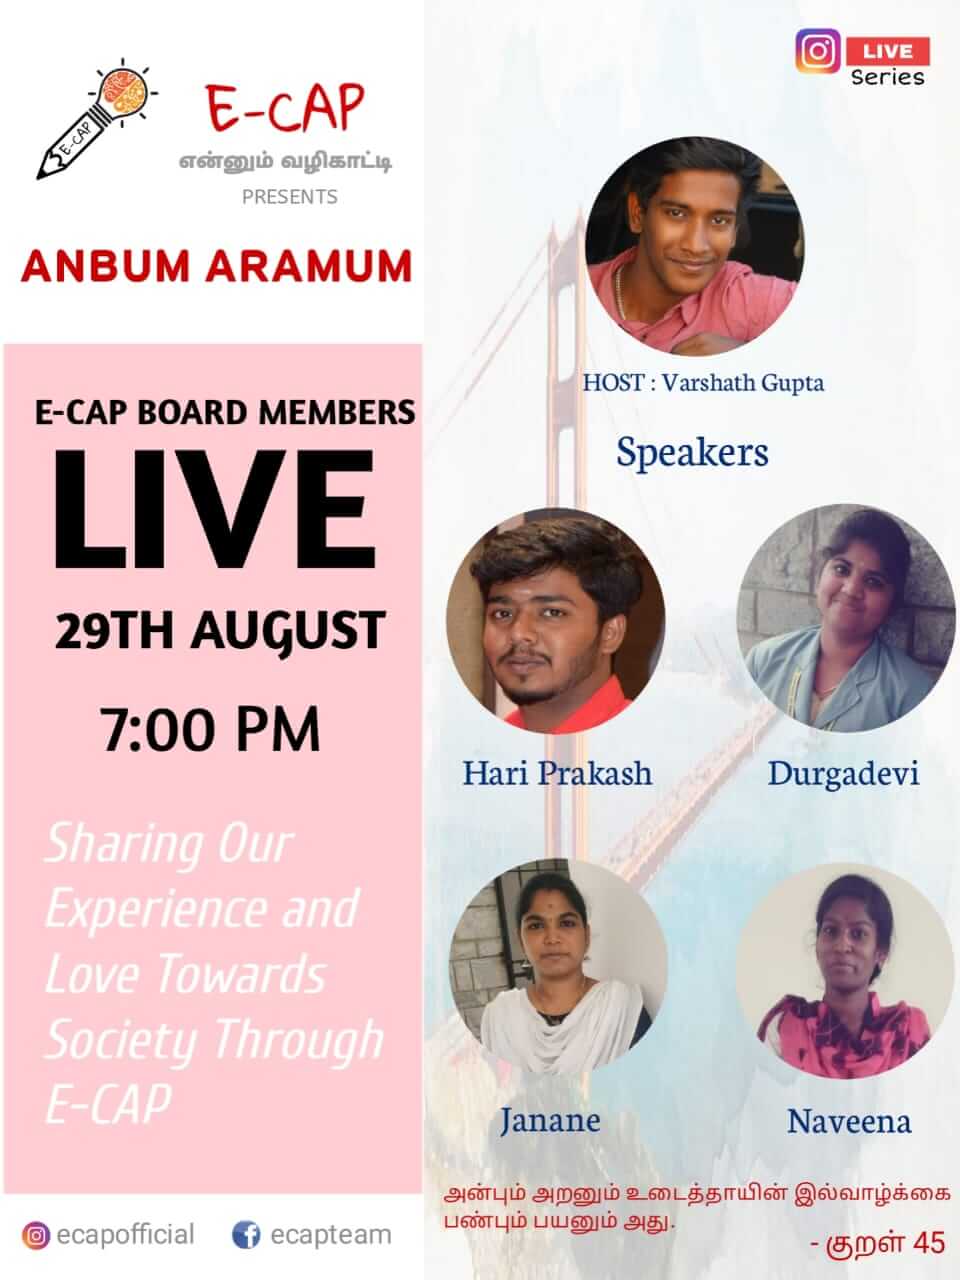 E-CAP
E-CAP
என்னும் வழிகாட்டி
PRESENTS
ANBUM ARAMUM
E-CAP BOARD MEMBERS
LIVE
29TH AUGUST
7:00 PM
Sharing Our
Experience and
Love Towards
Society Through
E-CAP
ecapofficial
ecapteam
LIVE
Series
HOST : Varshath Gupta
Speakers
Hari Prakash
Durgadevi
Janane
Naveena
அன்பும் அறனும் உடைத்தாயின் இல்வாழ்க்கை
பண்பும் பயனும் அது.
- குறள் 45